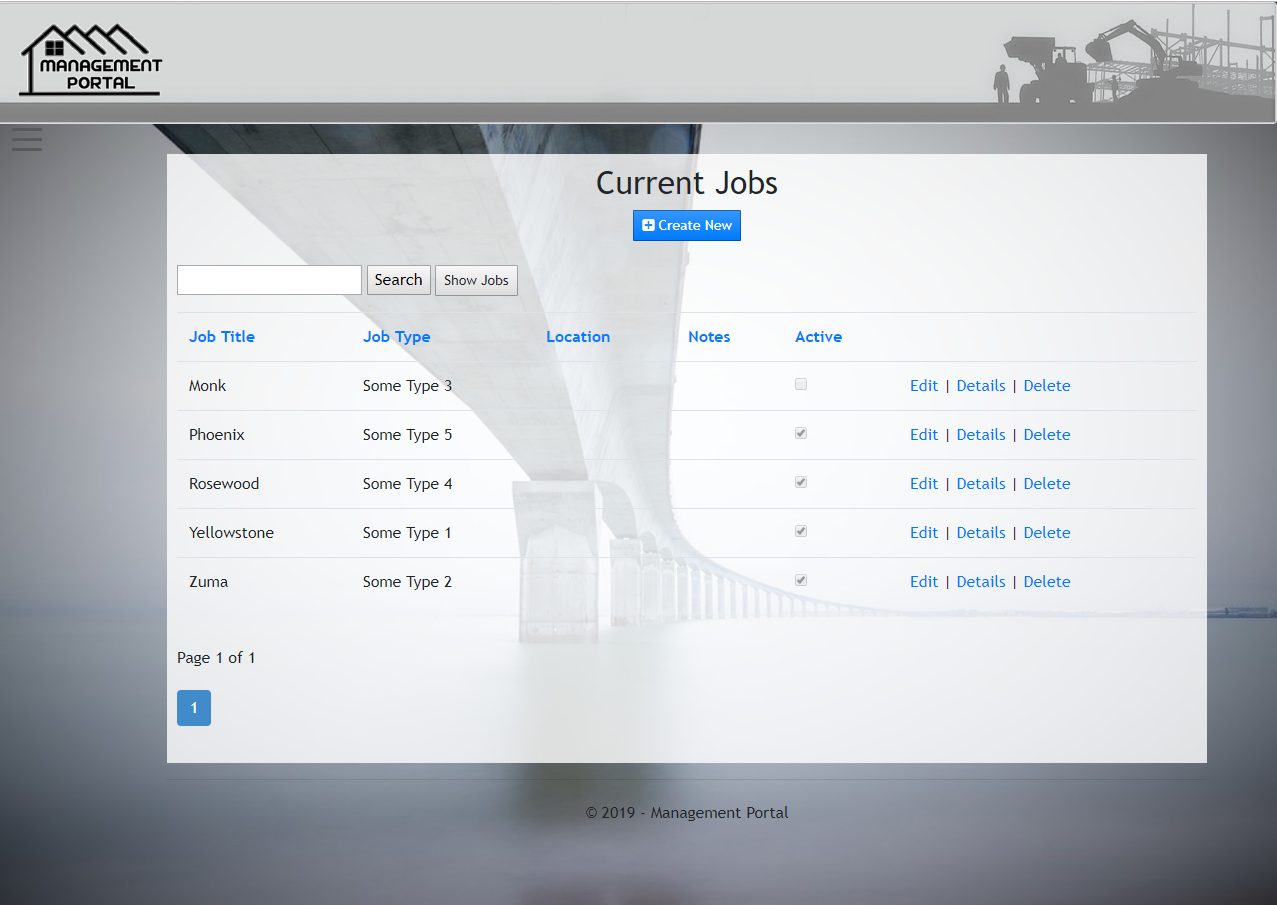 MANAGEMENT
PORTAL
Current Jobs
Create New
Search Show Jobs
Job Title Job Type Location Notes Active
Monk Some Type 3 Edit | Details | Delete
Phoenix Some Type 5 Edit | Details | Delete
Rosewood Some Type 4 Edit | Details | Delete
Yellowstone Some Type 1 Edit | Details | Delete
Zuma Some Type 2 Edit | Details | Delete
Page 1 of 1
1
© 2019 - Management Portal